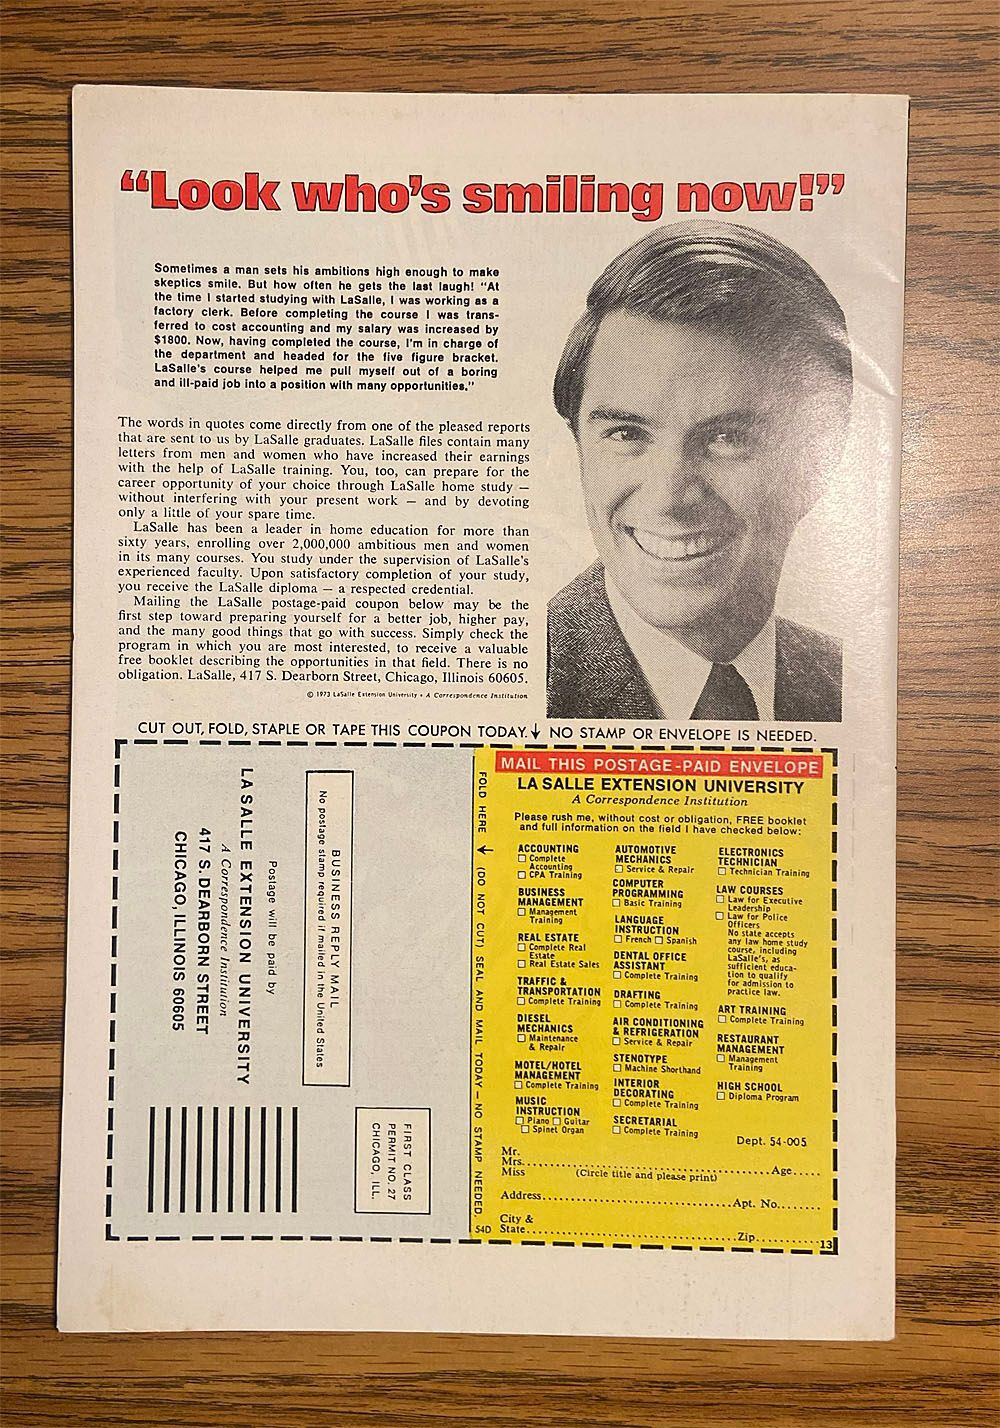 “Look who’s smiling now!”
Sometimes a man sets his ambitions high enough to make
skeptics smile. But how often he gets the last laugh! “At
the time I started studying with LaSalle, I was working as a
factory clerk. Before completing the course I was trans-
ferred to cost accounting and my salary was increased by
$1800. Now, having completed the course, I'm in charge of
the department and headed for the five figure bracket.
LaSalle's course helped me pull myself out of a boring
and ill-paid job into a position with many opportunities.”
The words in quotes come directly from one of the pleased reports
that are sent to us by LaSalle graduates. LaSalle files contain many
letters from men and women who have increased their earnings
with the help of LaSalle training. You, too, can prepare for the
career opportunity of your choice through LaSalle home study —
without interfering with your present work — and by devoting
only a little of your spare time.
LaSalle has been a leader in home education for more than
sixty years, enrolling over 2,000,000 ambitious men and women
in its many courses. You study under the supervision of LaSalle's
experienced faculty. Upon satisfactory completion of your study,
you receive the LaSalle diploma — a respected credential.
Mailing the LaSalle postage-paid coupon below may be the
first step toward preparing yourself for a better job, higher pay,
and the many good things that go with success. Simply check the
program in which you are most interested, to receive a valuable
free booklet describing the opportunities in that field. There is no
obligation. LaSalle, 417 S. Dearborn Street, Chicago, Illinois 60605.
© 1973 LaSalle Extension University • A Correspondence Institution
CUT OUT, FOLD, STAPLE OR TAPE THIS COUPON TODAY. ↓ NO STAMP OR ENVELOPE IS NEEDED.
BUSINESS REPLY MAIL
No postage stamp required if mailed in the United States
Postage will be paid by
LASALLE EXTENSION UNIVERSITY
A Correspondence Institution
417 S. DEARBORN STREET
CHICAGO, ILLINOIS 60605
FIRST CLASS
PERMIT NO. 27
CHICAGO, ILL.
FOLD HERE ↓ (DO NOT CUT) SEAL AND MAIL TODAY — NO STAMP NEEDED.
54D
MAIL THIS POSTAGE-PAID ENVELOPE
LA SALLE EXTENSION UNIVERSITY
A Correspondence Institution
Please rush me, without cost or obligation, FREE booklet
and full information on the field I have checked below:
ACCOUNTING
☐ Complete
Accounting
☐ CPA Training
BUSINESS
MANAGEMENT
☐ Management
Training
REAL ESTATE
☐ Complete Real
Estate
☐ Real Estate Sales
TRAFFIC &
TRANSPORTATION
☐ Complete Training
DIESEL
MECHANICS
☐ Maintenance
& Repair
MOTEL/HOTEL
MANAGEMENT
☐ Complete Training
MUSIC
INSTRUCTION
☐ Piano ☐ Guitar
☐ Spinet Organ
AUTOMOTIVE
MECHANICS
☐ Service & Repair
COMPUTER
PROGRAMMING
☐ Basic Training
LANGUAGE
INSTRUCTION
☐ French ☐ Spanish
DENTAL OFFICE
ASSISTANT
☐ Complete Training
DRAFTING
☐ Complete Training
AIR CONDITIONING
& REFRIGERATION
☐ Service & Repair
STENOTYPE
☐ Machine Shorthand
INTERIOR
DECORATING
☐ Complete Training
SECRETARIAL
☐ Complete Training
ELECTRONICS
TECHNICIAN
☐ Technician Training
LAW COURSES
☐ Law for Executive
Leadership
☐ Law for Police
Officers
No state accepts
any law home study
course, including
LaSalle's, as
sufficient educa-
tion to qualify
for admission to
practice law.
ART TRAINING
☐ Complete Training
RESTAURANT
MANAGEMENT
☐ Management
Training
HIGH SCHOOL
☐ Diploma Program
Dept. 54-005
Mr.
Mrs. Age
Miss (Circle title and please print)
Address Apt. No.
City &
State Zip
13